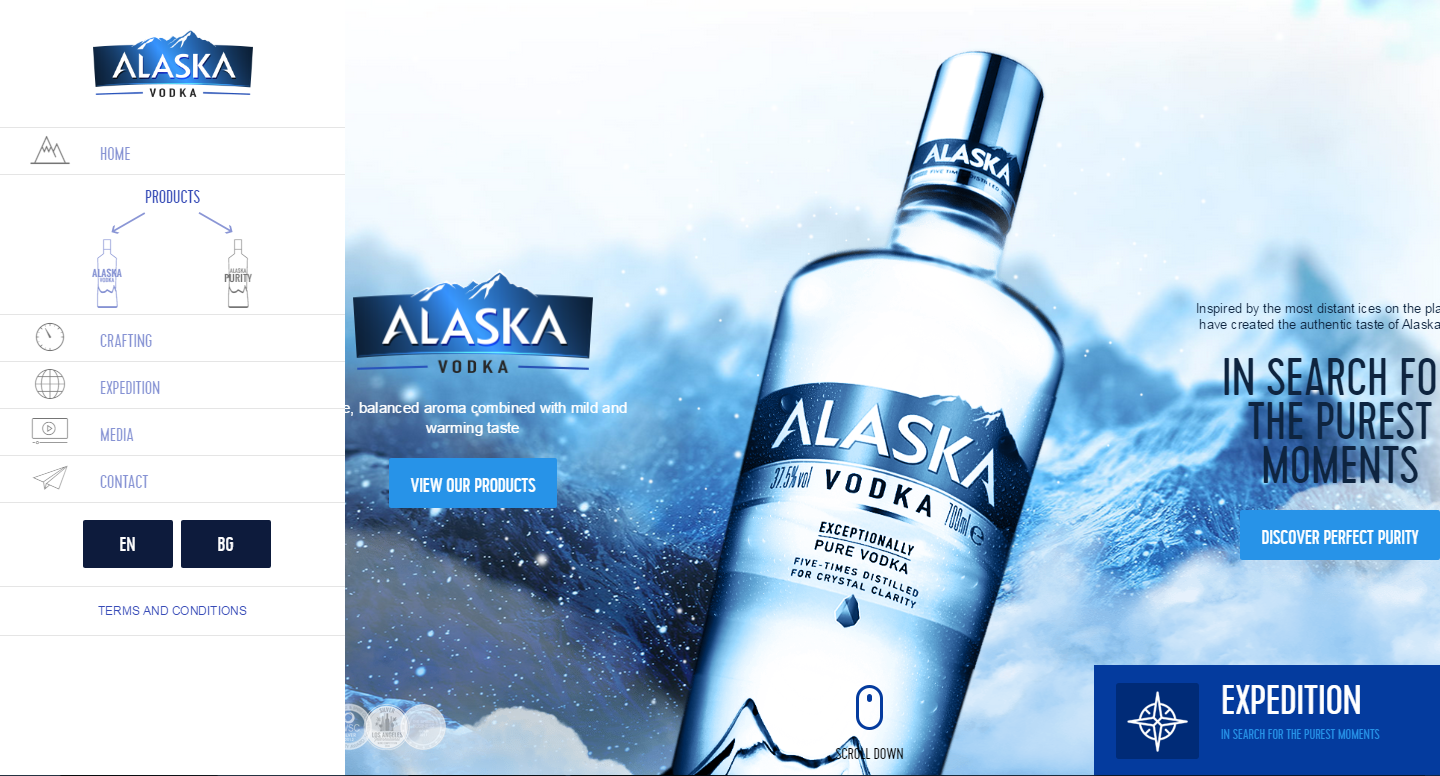 ALASKA
VODKA
HOME
PRODUCTS
ALASKA
VODKA
ALASKA
PURITY
CRAFTING
EXPEDITION
MEDIA
CONTACT
EN
BG
TERMS AND CONDITIONS
ALASKA
VODKA
e, balanced aroma combined with mild and
warming taste
VIEW OUR PRODUCTS
LOS ANGELES
ALASKA
ALASKA
37.5% vol
VODKA
700ml e
EXCEPTIONALLY
PURE VODKA
FIVE-TIMES DISTILLED
FOR CRYSTAL CLARITY
SCROLL DOWN
Inspired by the most distant ices on the pla
have created the authentic taste of Alaska
IN SEARCH FO
THE PUREST
MOMENTS
DISCOVER PERFECT PURITY
EXPEDITION
IN SEARCH FOR THE PUREST MOMENTS